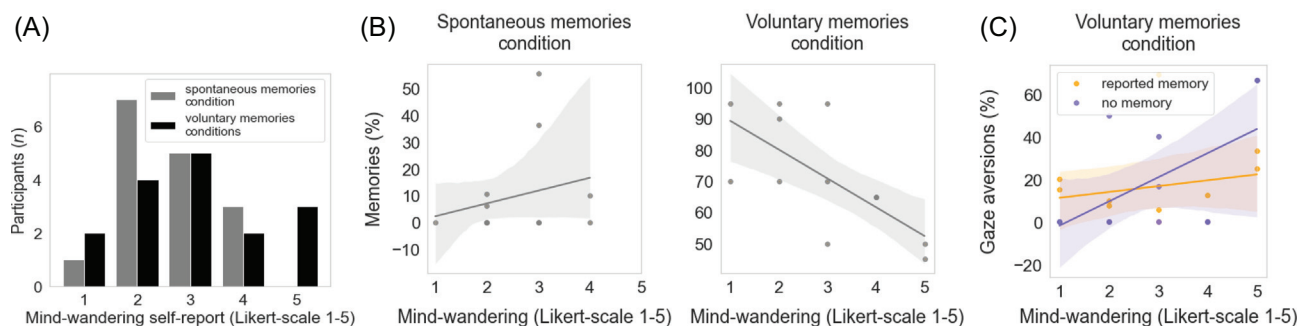 (A)
spontaneous memories
condition
voluntary memories
conditions
Participants (n)
6
4
2
0
1 2 3 4 5
Mind-wandering self-report (Likert-scale 1-5)
(B)
Spontaneous memories
condition
Memories (%)
50
40
30
20
10
0
−10
1 2 3 4 5
Mind-wandering (Likert-scale 1-5)
Voluntary memories
condition
100
90
80
70
60
50
1 2 3 4 5
Mind-wandering (Likert-scale 1-5)
(C)
Voluntary memories
condition
reported memory
no memory
Gaze aversions (%)
60
40
20
0
−20
1 2 3 4 5
Mind-wandering (Likert-scale 1-5)